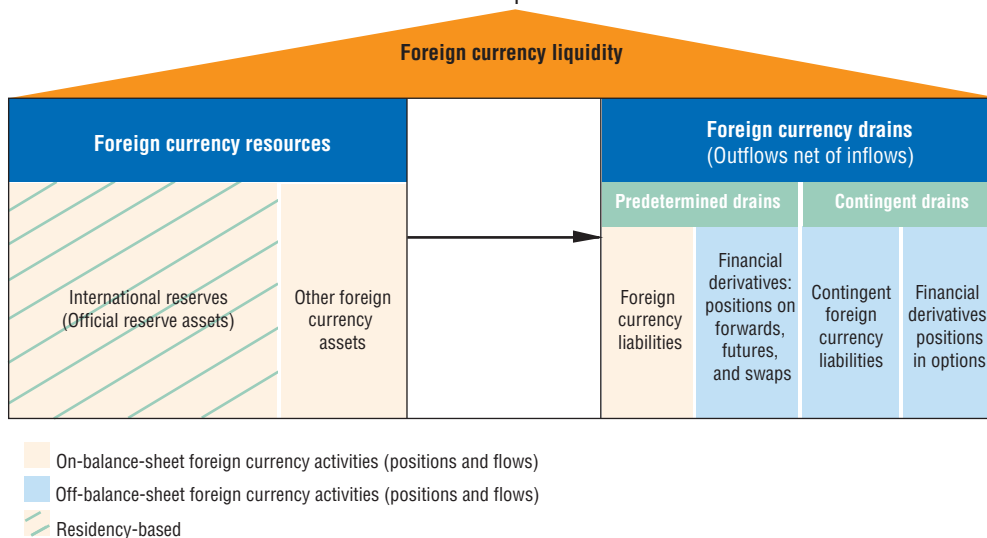 Foreign currency liquidity
Foreign currency resources
Foreign currency drains
(Outflows net of inflows)
Predetermined drains
Contingent drains
International reserves
(Official reserve assets)
Other foreign
currency
assets
Foreign
currency
liabilities
Financial
derivatives:
positions on
forwards,
futures,
and swaps
Contingent
foreign
currency
liabilities
Financial
derivatives
positions
in options
On-balance-sheet foreign currency activities (positions and flows)
Off-balance-sheet foreign currency activities (positions and flows)
Residency-based